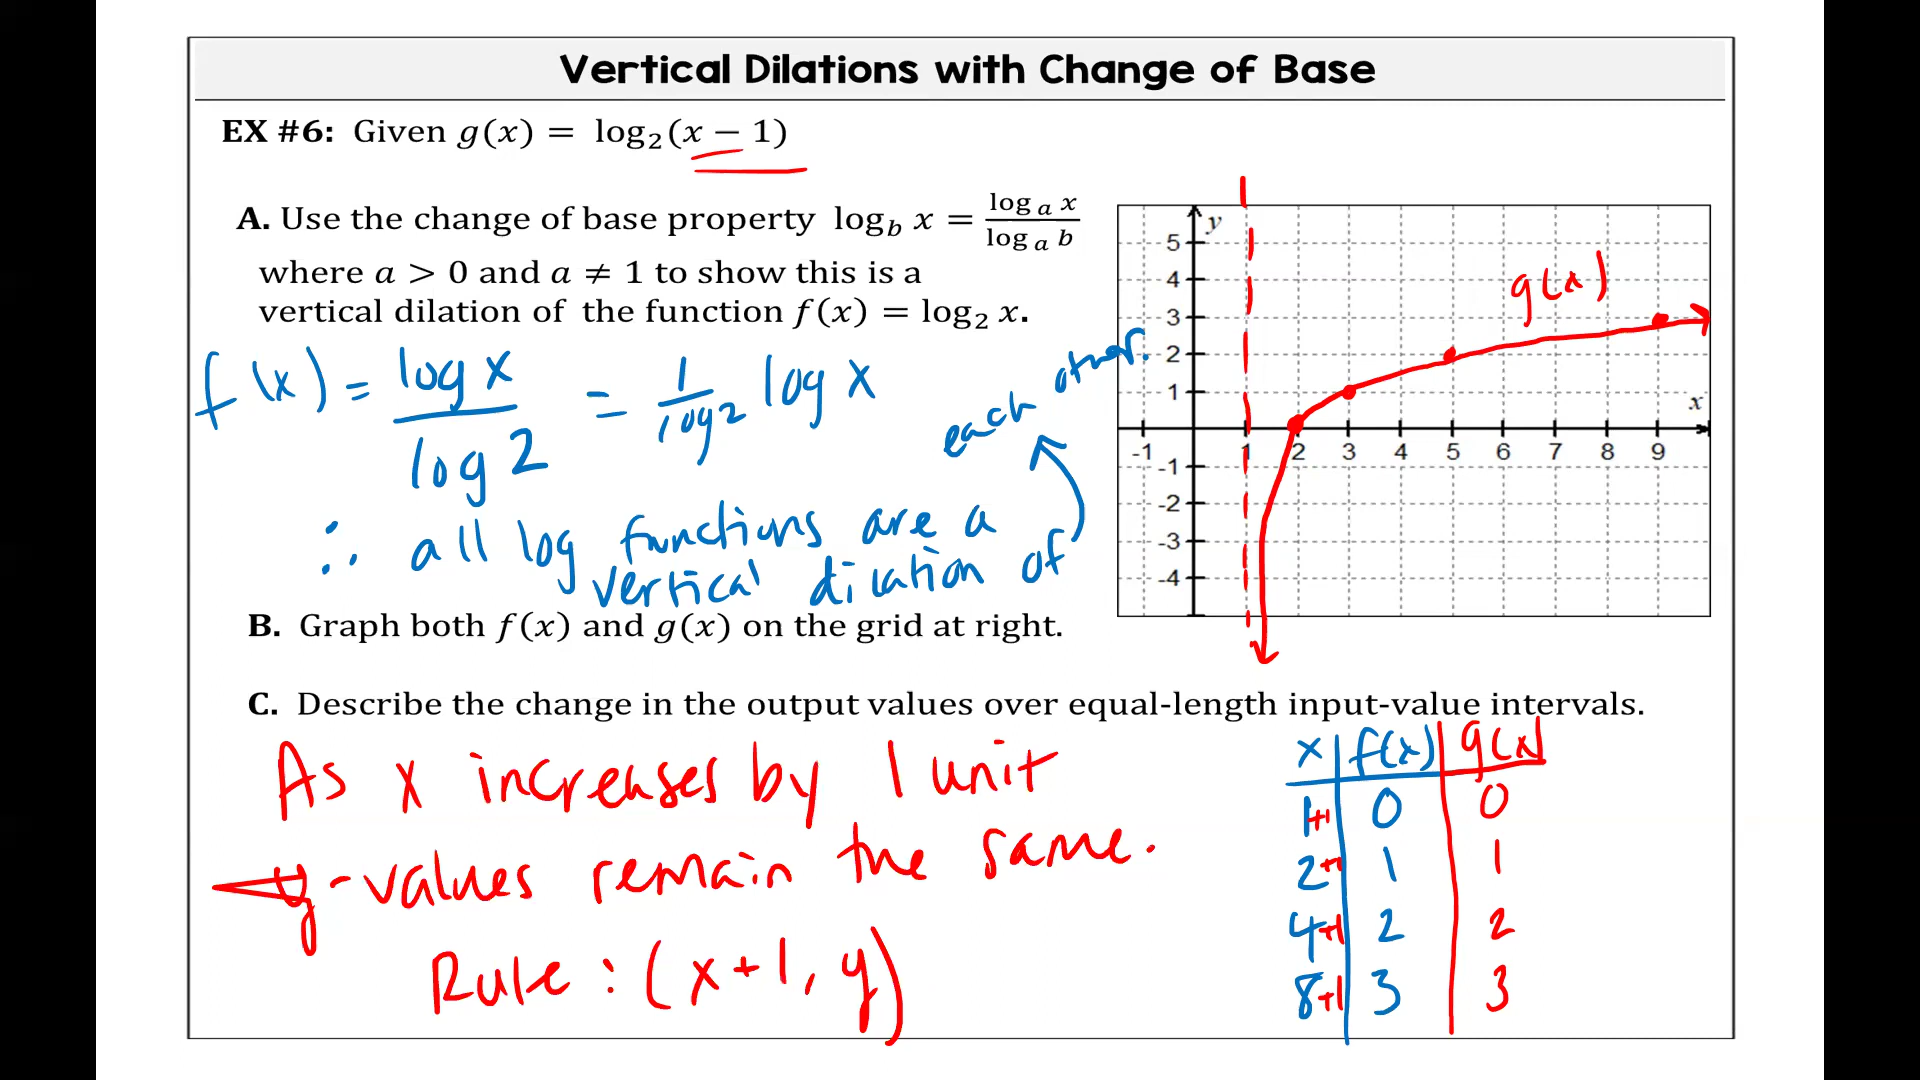 Vertical Dilations with Change of Base
EX #6: Given g(x) = log₂(x − 1)
A. Use the change of base property log_b x = log_a x / log_a b
where a > 0 and a ≠ 1 to show this is a
vertical dilation of the function f(x) = log₂ x.
f(x) = log x / log 2 = 1/log2 log x
∴ all log functions are a
vertical dilation of
each other.
B. Graph both f(x) and g(x) on the grid at right.
y
5
4
3
2
1
-1
-2
-3
-4
-1 1 2 3 4 5 6 7 8 9
x
g(x)
C. Describe the change in the output values over equal-length input-value intervals.
As x increases by 1 unit
y-values remain the same.
Rule : (x+1, y)
x f(x) g(x)
1+1 0 0
2+1 1 1
4+1 2 2
8+1 3 3